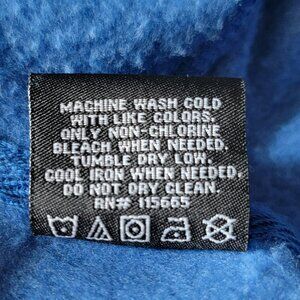 MACHINE WASH COLD
WITH LIKE COLORS.
ONLY NON-CHLORINE
BLEACH WHEN NEEDED.
TUMBLE DRY LOW.
COOL IRON WHEN NEEDED.
DO NOT DRY CLEAN.
RN# 115665